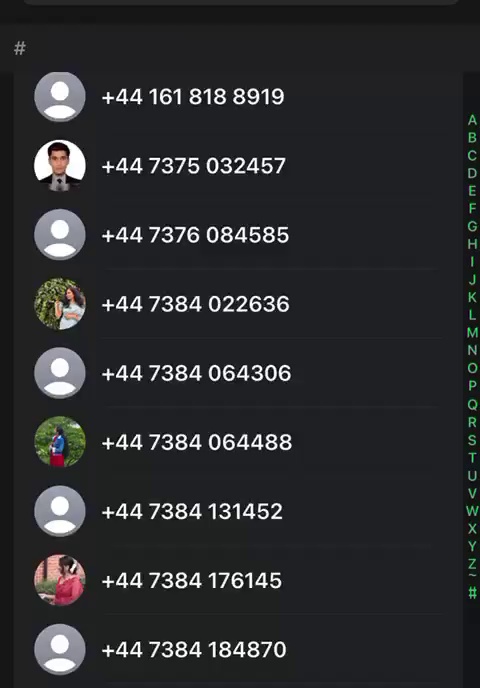 #
+44 161 818 8919
+44 7375 032457
+44 7376 084585
+44 7384 022636
+44 7384 064306
+44 7384 064488
+44 7384 131452
+44 7384 176145
+44 7384 184870
A
B
C
D
E
F
G
H
I
J
K
L
M
N
O
P
Q
R
S
T
U
V
W
X
Y
Z
~
#